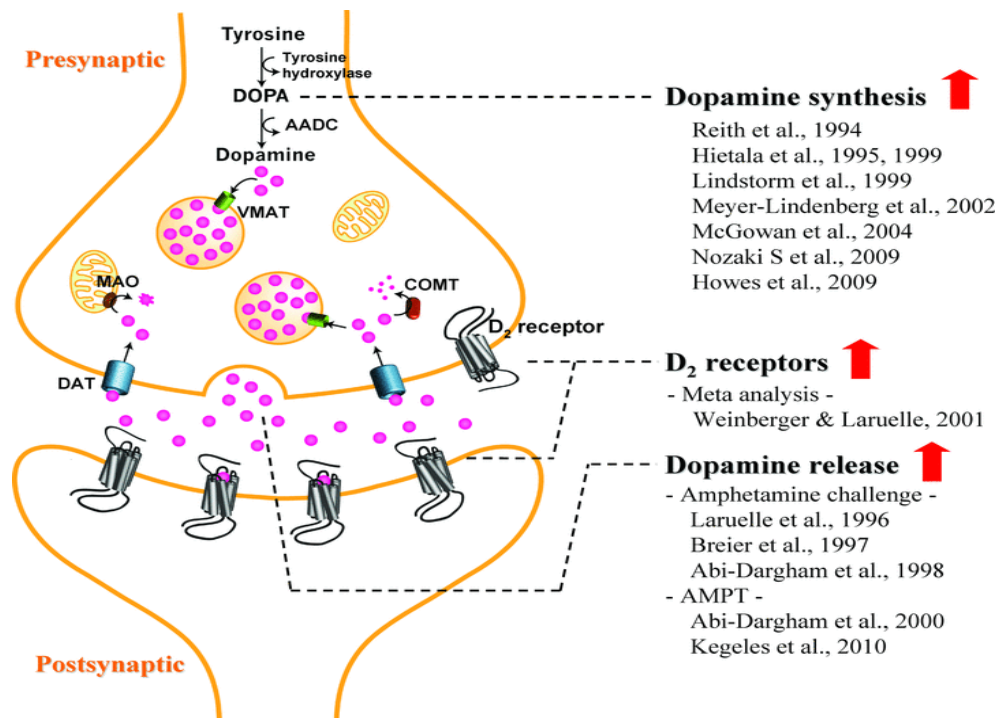 Presynaptic
Tyrosine
Tyrosine
hydroxylase
DOPA
AADC
Dopamine
VMAT
MAO
COMT
D₂ receptor
DAT
Postsynaptic
Dopamine synthesis
Reith et al., 1994
Hietala et al., 1995, 1999
Lindstorm et al., 1999
Meyer-Lindenberg et al., 2002
McGowan et al., 2004
Nozaki S et al., 2009
Howes et al., 2009
D₂ receptors
- Meta analysis -
Weinberger & Laruelle, 2001
Dopamine release
- Amphetamine challenge -
Laruelle et al., 1996
Breier et al., 1997
Abi-Dargham et al., 1998
- AMPT -
Abi-Dargham et al., 2000
Kegeles et al., 2010